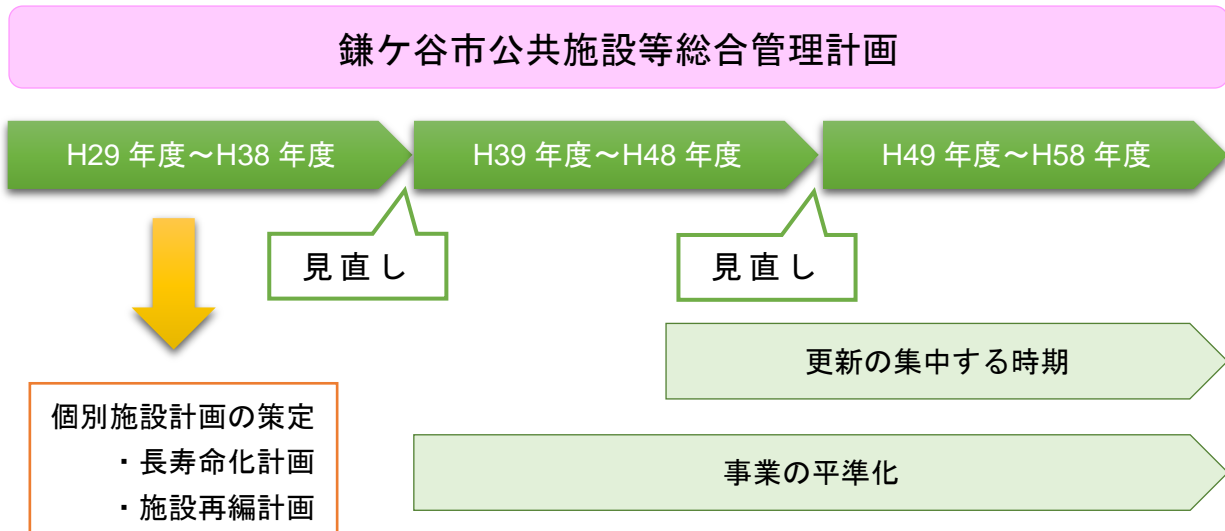 鎌ケ谷市公共施設等総合管理計画
H29 年度～H38 年度
H39 年度～H48 年度
H49 年度～H58 年度
見直し
見直し
更新の集中する時期
個別施設計画の策定
・長寿命化計画
・施設再編計画
事業の平準化